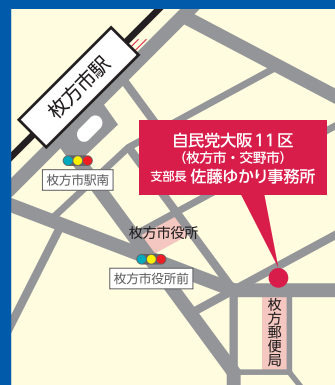 枚方市駅
自民党大阪11区
(枚方市・交野市)
支部長 佐藤ゆかり事務所
枚方市駅南
枚方市役所
枚方市役所前
枚方郵便局